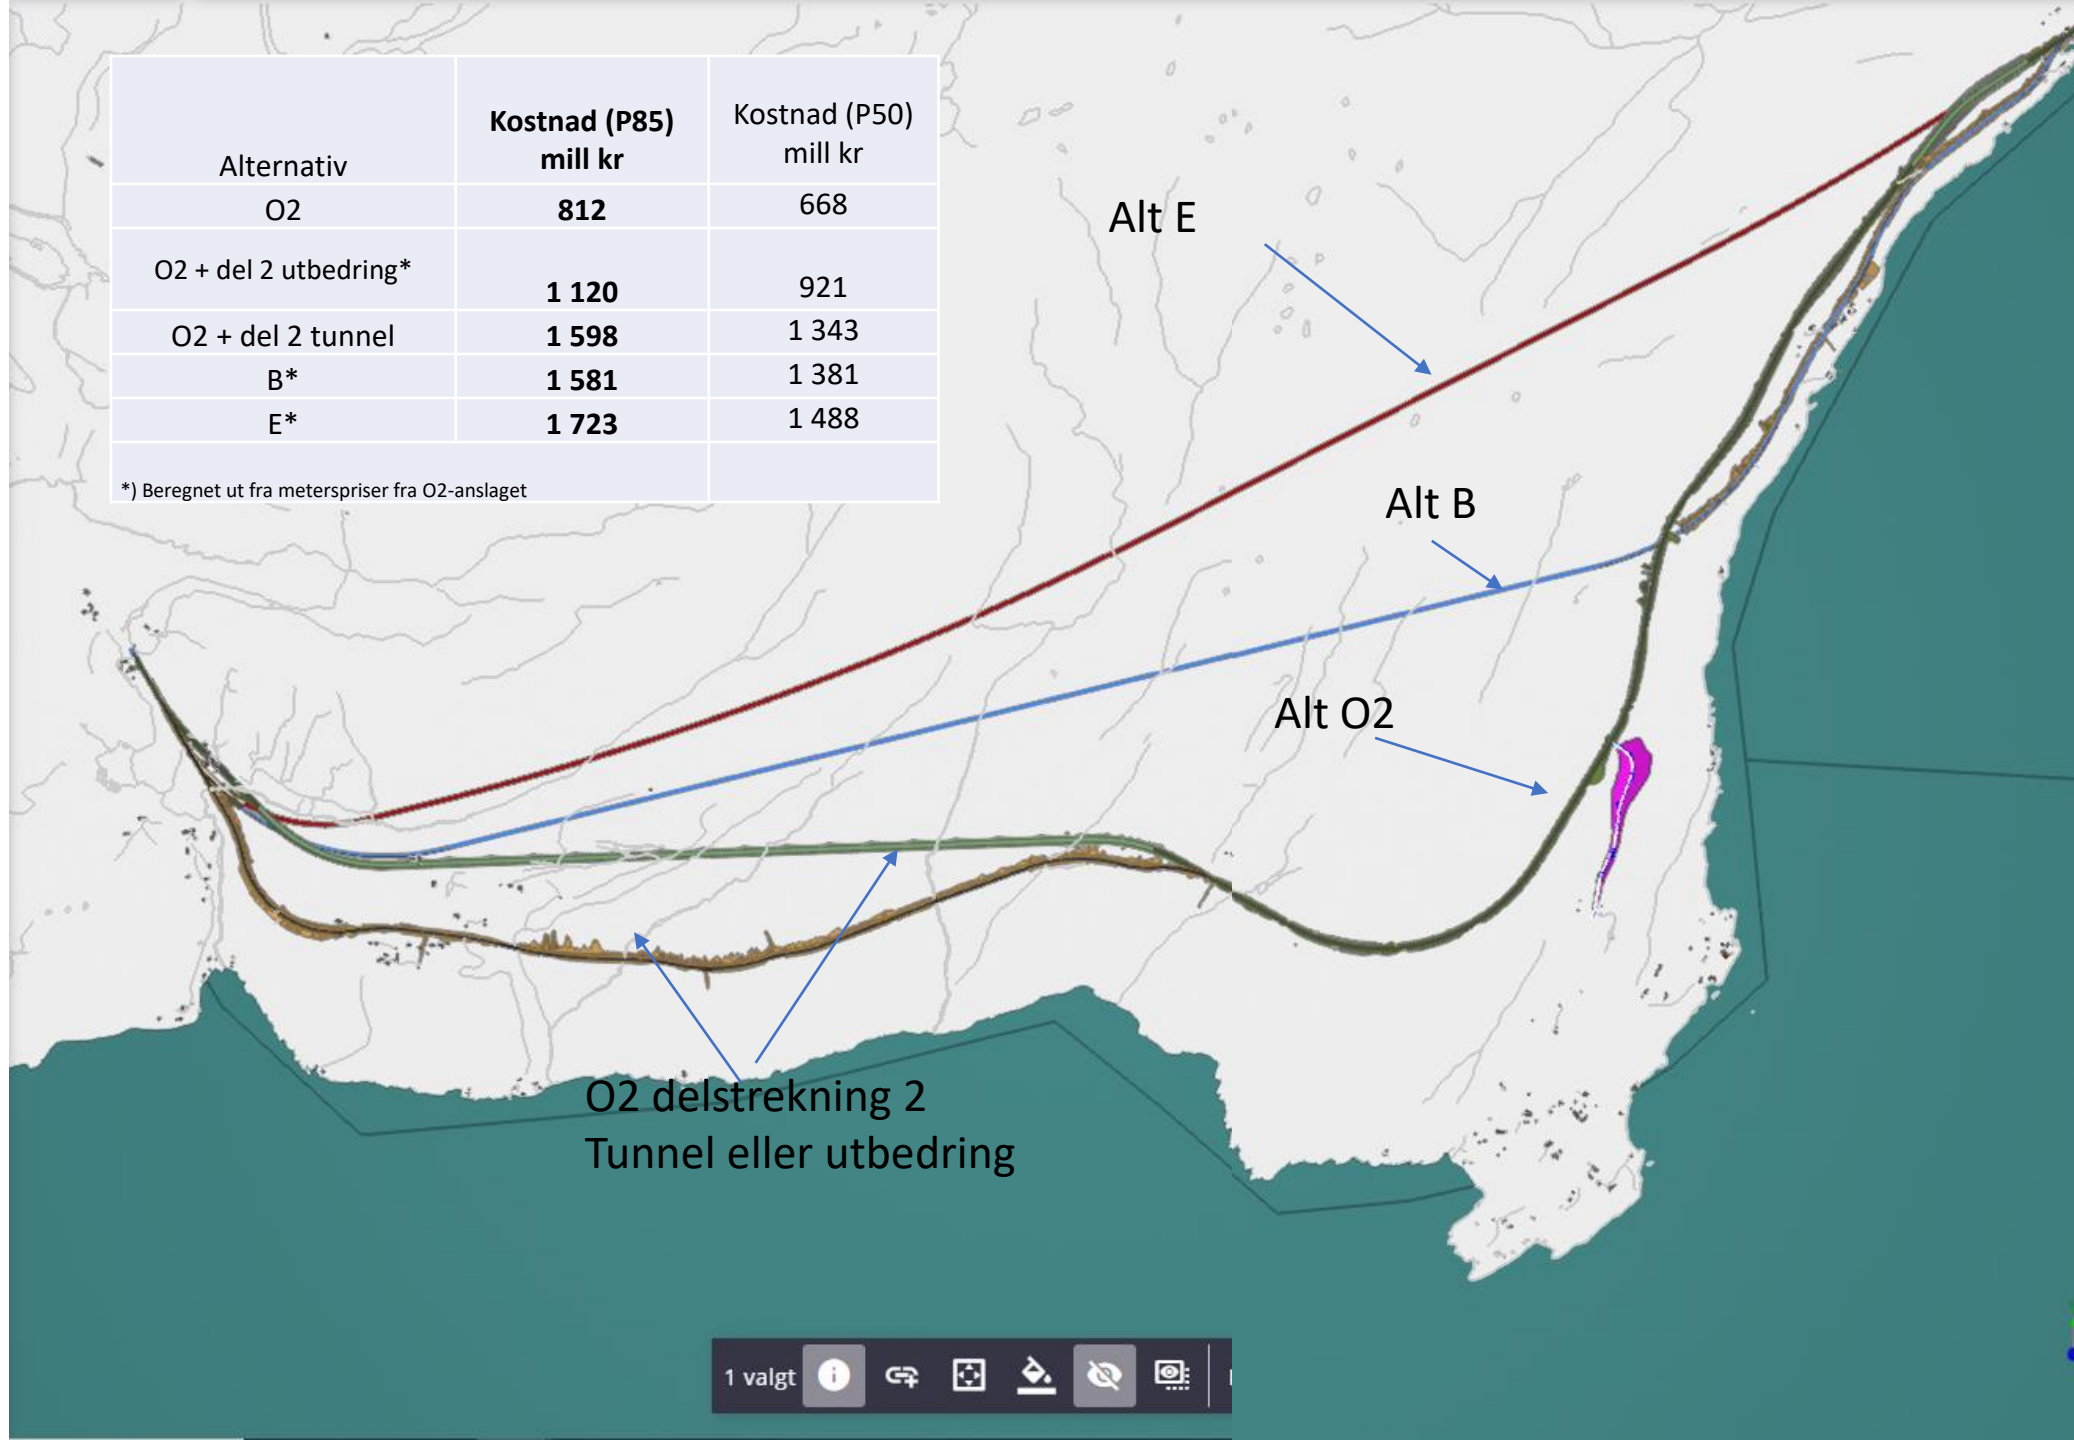 Alternativ
Kostnad (P85)
mill kr
Kostnad (P50)
mill kr
O2 812 668
O2 + del 2 utbedring* 1 120 921
O2 + del 2 tunnel 1 598 1 343
B* 1 581 1 381
E* 1 723 1 488
*) Beregnet ut fra meterspriser fra O2-anslaget
Alt E
Alt B
Alt O2
O2 delstrekning 2
Tunnel eller utbedring
1 valgt